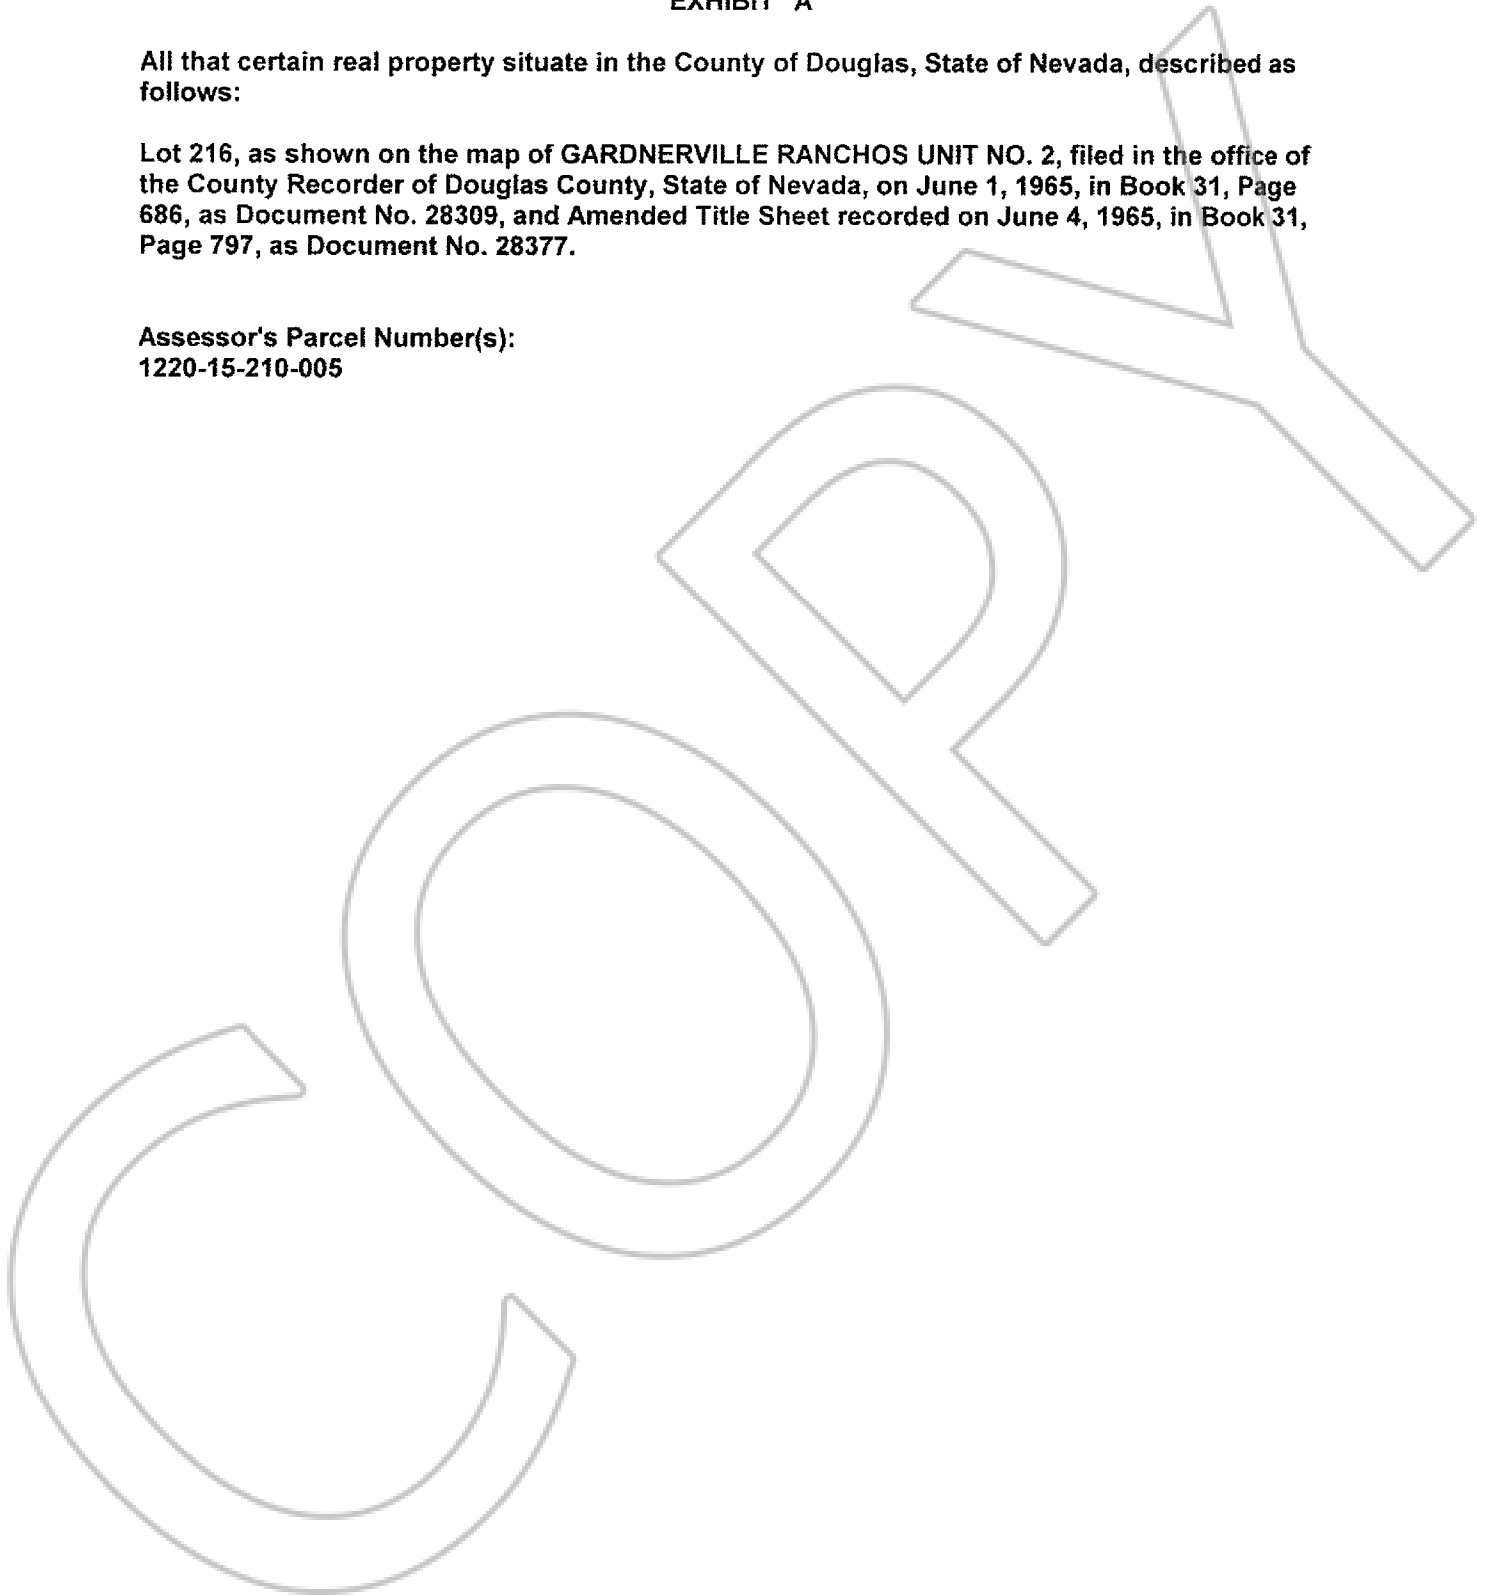 EXHIBIT "A"
All that certain real property situate in the County of Douglas, State of Nevada, described as
follows:
Lot 216, as shown on the map of GARDNERVILLE RANCHOS UNIT NO. 2, filed in the office of
the County Recorder of Douglas County, State of Nevada, on June 1, 1965, in Book 31, Page
686, as Document No. 28309, and Amended Title Sheet recorded on June 4, 1965, in Book 31,
Page 797, as Document No. 28377.
Assessor's Parcel Number(s):
1220-15-210-005
COPY